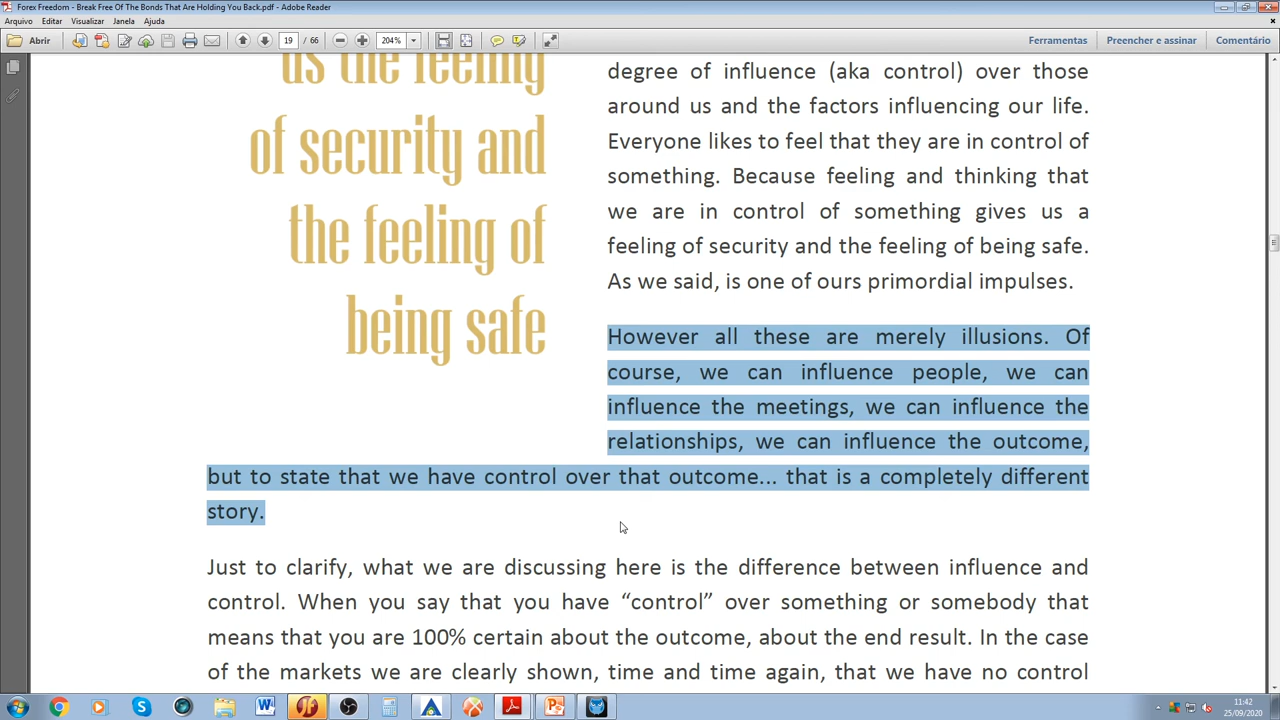 Forex Freedom - Break Free Of The Bonds That Are Holding You Back.pdf - Adobe Reader
Arquivo Editar Visualizar Janela Ajuda
Abrir 19 / 66 204% Ferramentas Preencher e assinar Comentário
us the feeling
of security and
the feeling of
being safe
degree of influence (aka control) over those
around us and the factors influencing our life.
Everyone likes to feel that they are in control of
something. Because feeling and thinking that
we are in control of something gives us a
feeling of security and the feeling of being safe.
As we said, is one of ours primordial impulses.
However all these are merely illusions. Of
course, we can influence people, we can
influence the meetings, we can influence the
relationships, we can influence the outcome,
but to state that we have control over that outcome... that is a completely different
story.
Just to clarify, what we are discussing here is the difference between influence and
control. When you say that you have “control” over something or somebody that
means that you are 100% certain about the outcome, about the end result. In the case
of the markets we are clearly shown, time and time again, that we have no control
11:42
25/09/2020